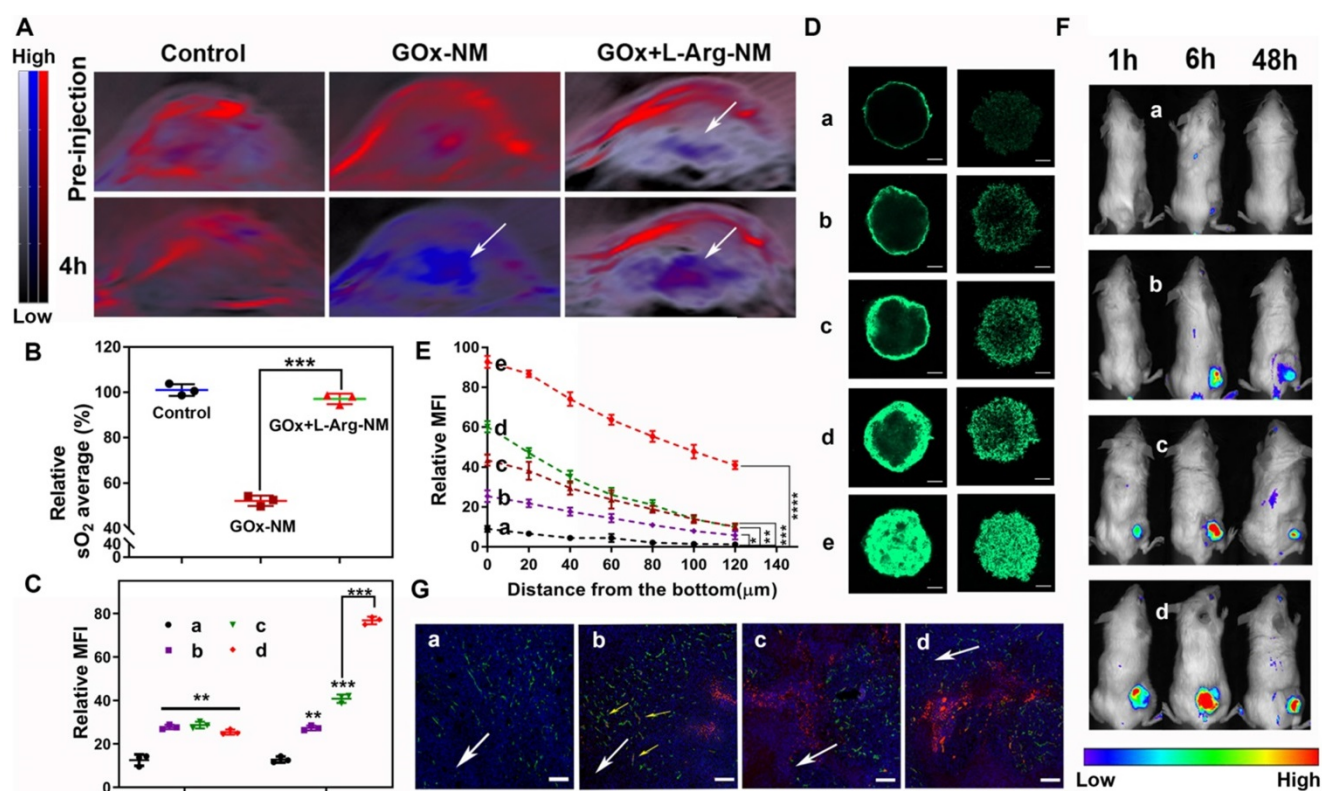 A
High
Low
Control
GOx-NM
GOx+L-Arg-NM
Pre-injection
4h
B
Relative
sO2 average (%)
120
100
80
60
40
40
0
Control
GOx-NM
GOx+L-Arg-NM
***
C
Relative MFI
80
60
40
20
0
a
b
c
d
**
**
***
***
D
a
b
c
d
e
E
Relative MFI
100
80
60
40
20
0
e
d
c
b
a
*
**
***
****
0 20 40 60 80 100 120 140
Distance from the bottom(μm)
F
1h 6h 48h
a
b
c
d
Low High
G
a
b
c
d